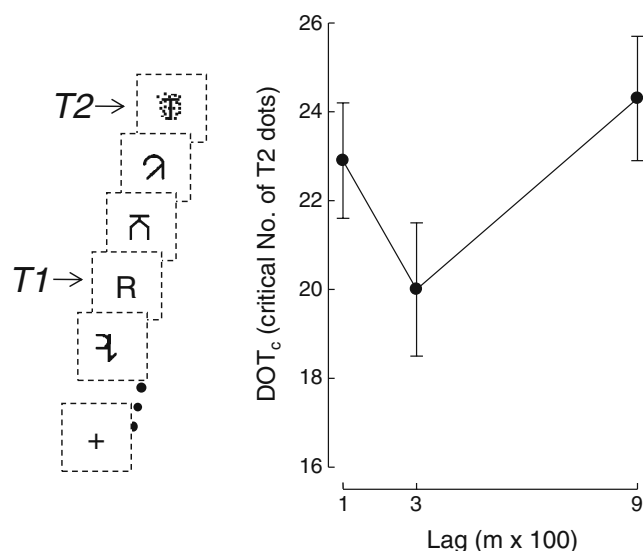 T2
T1
R
+
26
24
22
20
18
16
DOTc (critical No. of T2 dots)
1 3 9
Lag (m x 100)